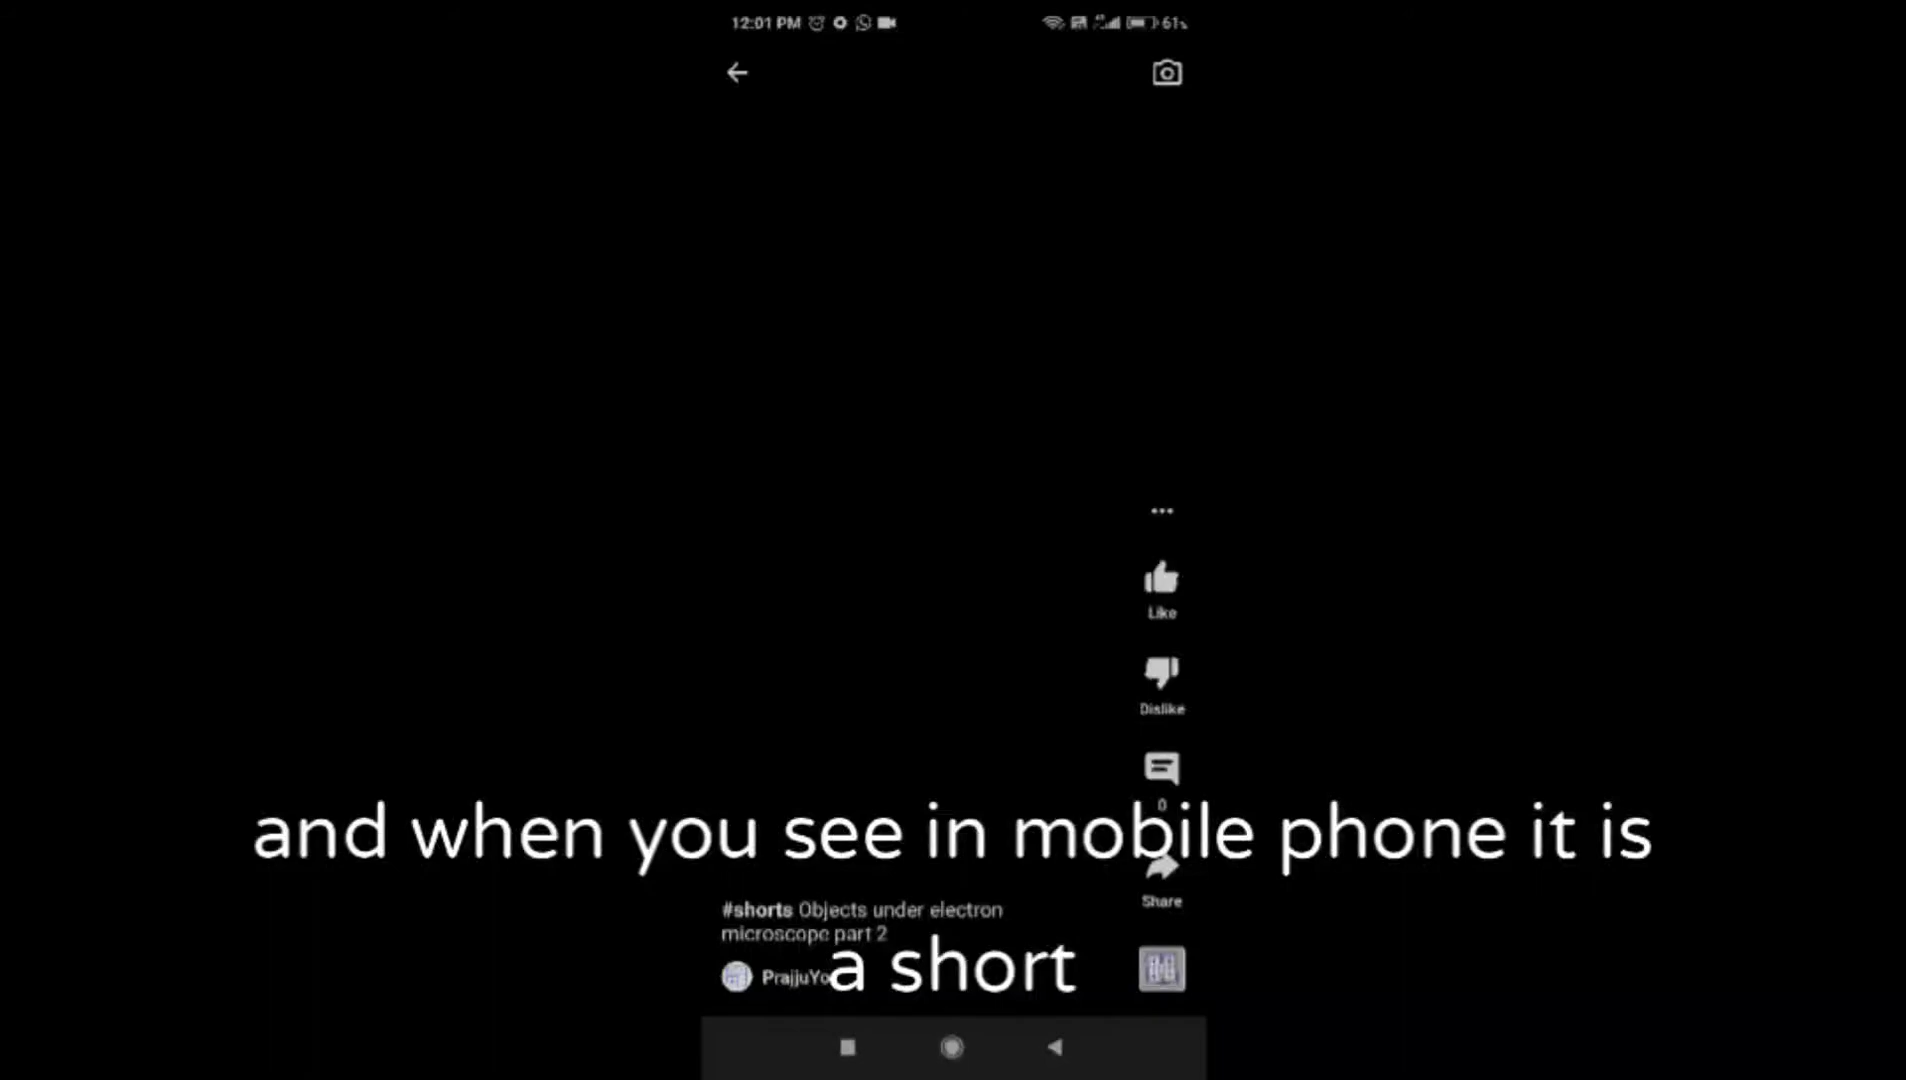 12:01 PM
61%
Like
Dislike
0
and when you see in mobile phone it is
Share
#shorts Objects under electron
microscope part 2
a short